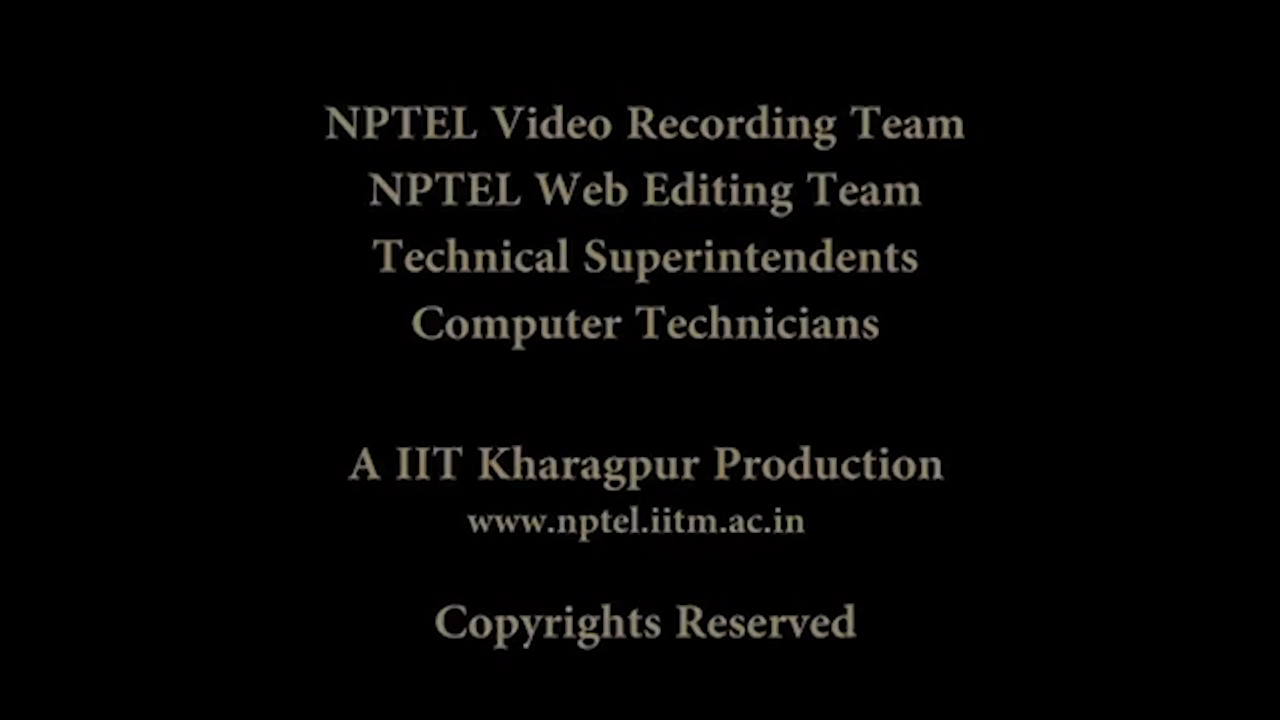 NPTEL Video Recording Team
NPTEL Web Editing Team
Technical Superintendents
Computer Technicians
A IIT Kharagpur Production
www.nptel.iitm.ac.in
Copyrights Reserved